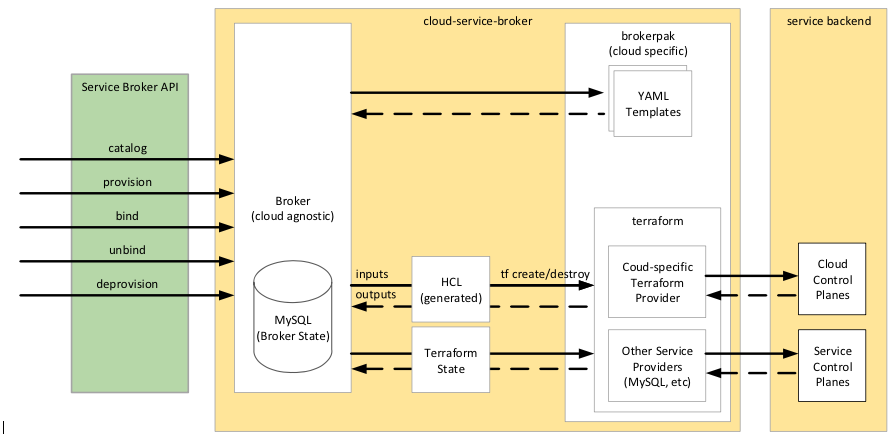 cloud-service-broker
service backend
brokerpak
(cloud specific)
Service Broker API
YAML
Templates
catalog
provision
bind
unbind
deprovision
Broker
(cloud agnostic)
MySQL
(Broker State)
inputs
outputs
HCL
(generated)
tf create/destroy
Terraform
State
terraform
Coud-specific
Terraform
Provider
Other Service
Providers
(MySQL, etc)
Cloud
Control
Planes
Service
Control
Planes